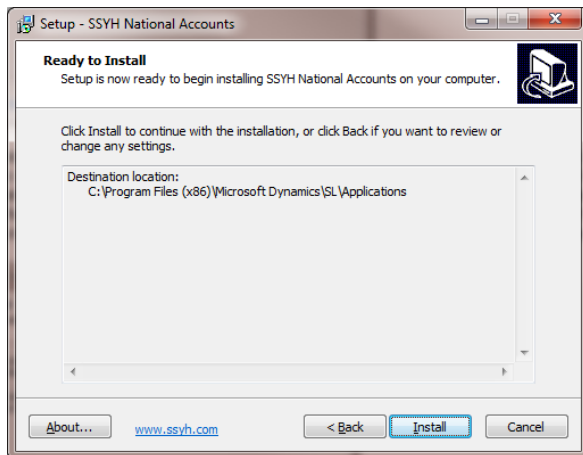 Setup - SSYH National Accounts
Ready to Install
Setup is now ready to begin installing SSYH National Accounts on your computer.
Click Install to continue with the installation, or click Back if you want to review or
change any settings.
Destination location:
C:\Program Files (x86)\Microsoft Dynamics\SL\Applications
About...
www.ssyh.com
< Back
Install
Cancel